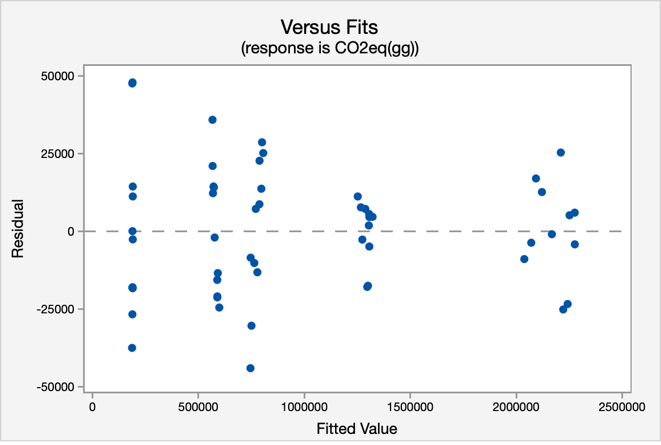 Versus Fits
(response is CO2eq(gg))
50000
25000
0
-25000
-50000
Residual
0
500000
1000000
1500000
2000000
2500000
Fitted Value